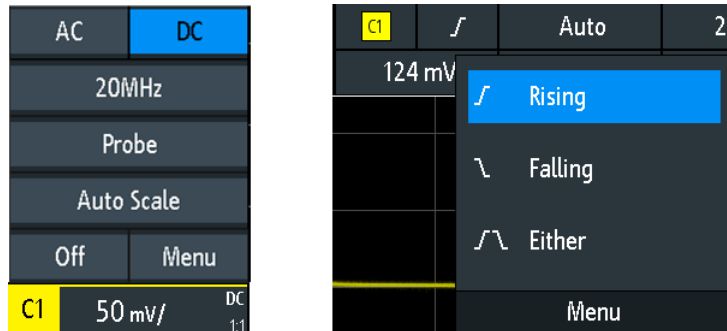 AC DC
20MHz
Probe
Auto Scale
Off Menu
C1 50 mV/ DC
1:1
C1 Auto 2
124 mV
Rising
Falling
Either
Menu